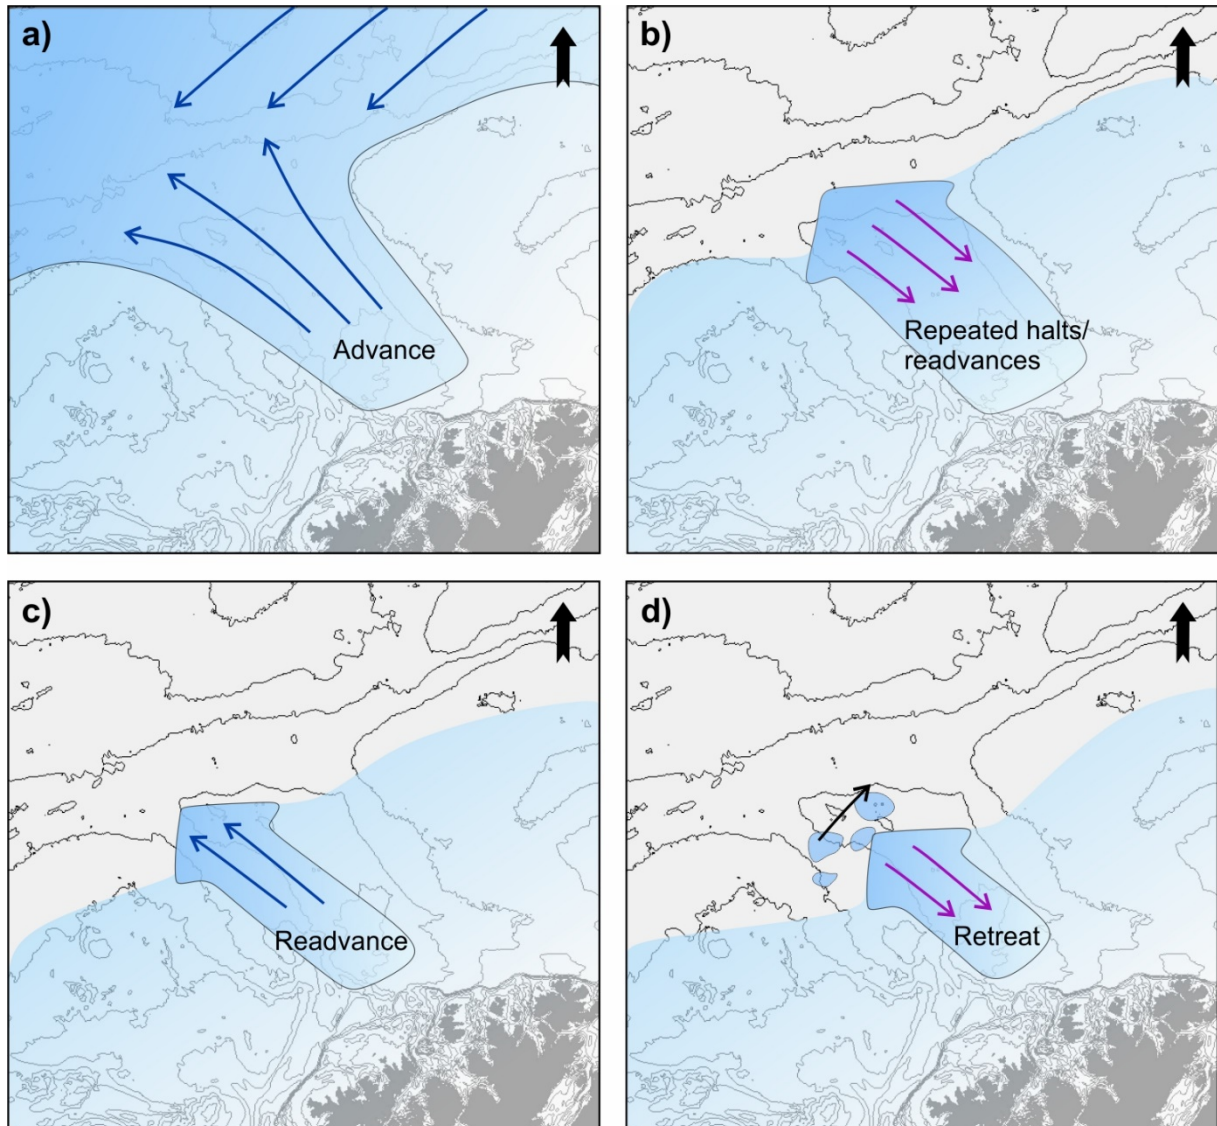 a)
Advance
b)
Repeated halts/
readvances
c)
Readvance
d)
Retreat